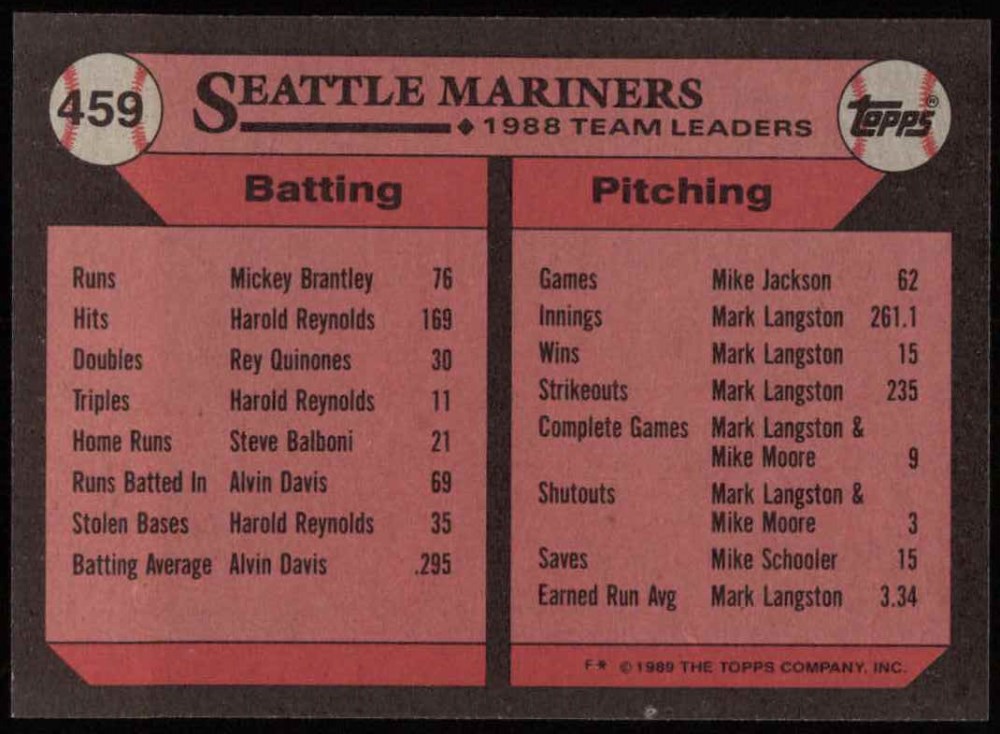 459
SEATTLE MARINERS
1988 TEAM LEADERS
TOPPS®
Batting
Runs Mickey Brantley 76
Hits Harold Reynolds 169
Doubles Rey Quinones 30
Triples Harold Reynolds 11
Home Runs Steve Balboni 21
Runs Batted In Alvin Davis 69
Stolen Bases Harold Reynolds 35
Batting Average Alvin Davis .295
Pitching
Games Mike Jackson 62
Innings Mark Langston 261.1
Wins Mark Langston 15
Strikeouts Mark Langston 235
Complete Games Mark Langston &
Mike Moore 9
Shutouts Mark Langston &
Mike Moore 3
Saves Mike Schooler 15
Earned Run Avg Mark Langston 3.34
F* © 1989 THE TOPPS COMPANY, INC.